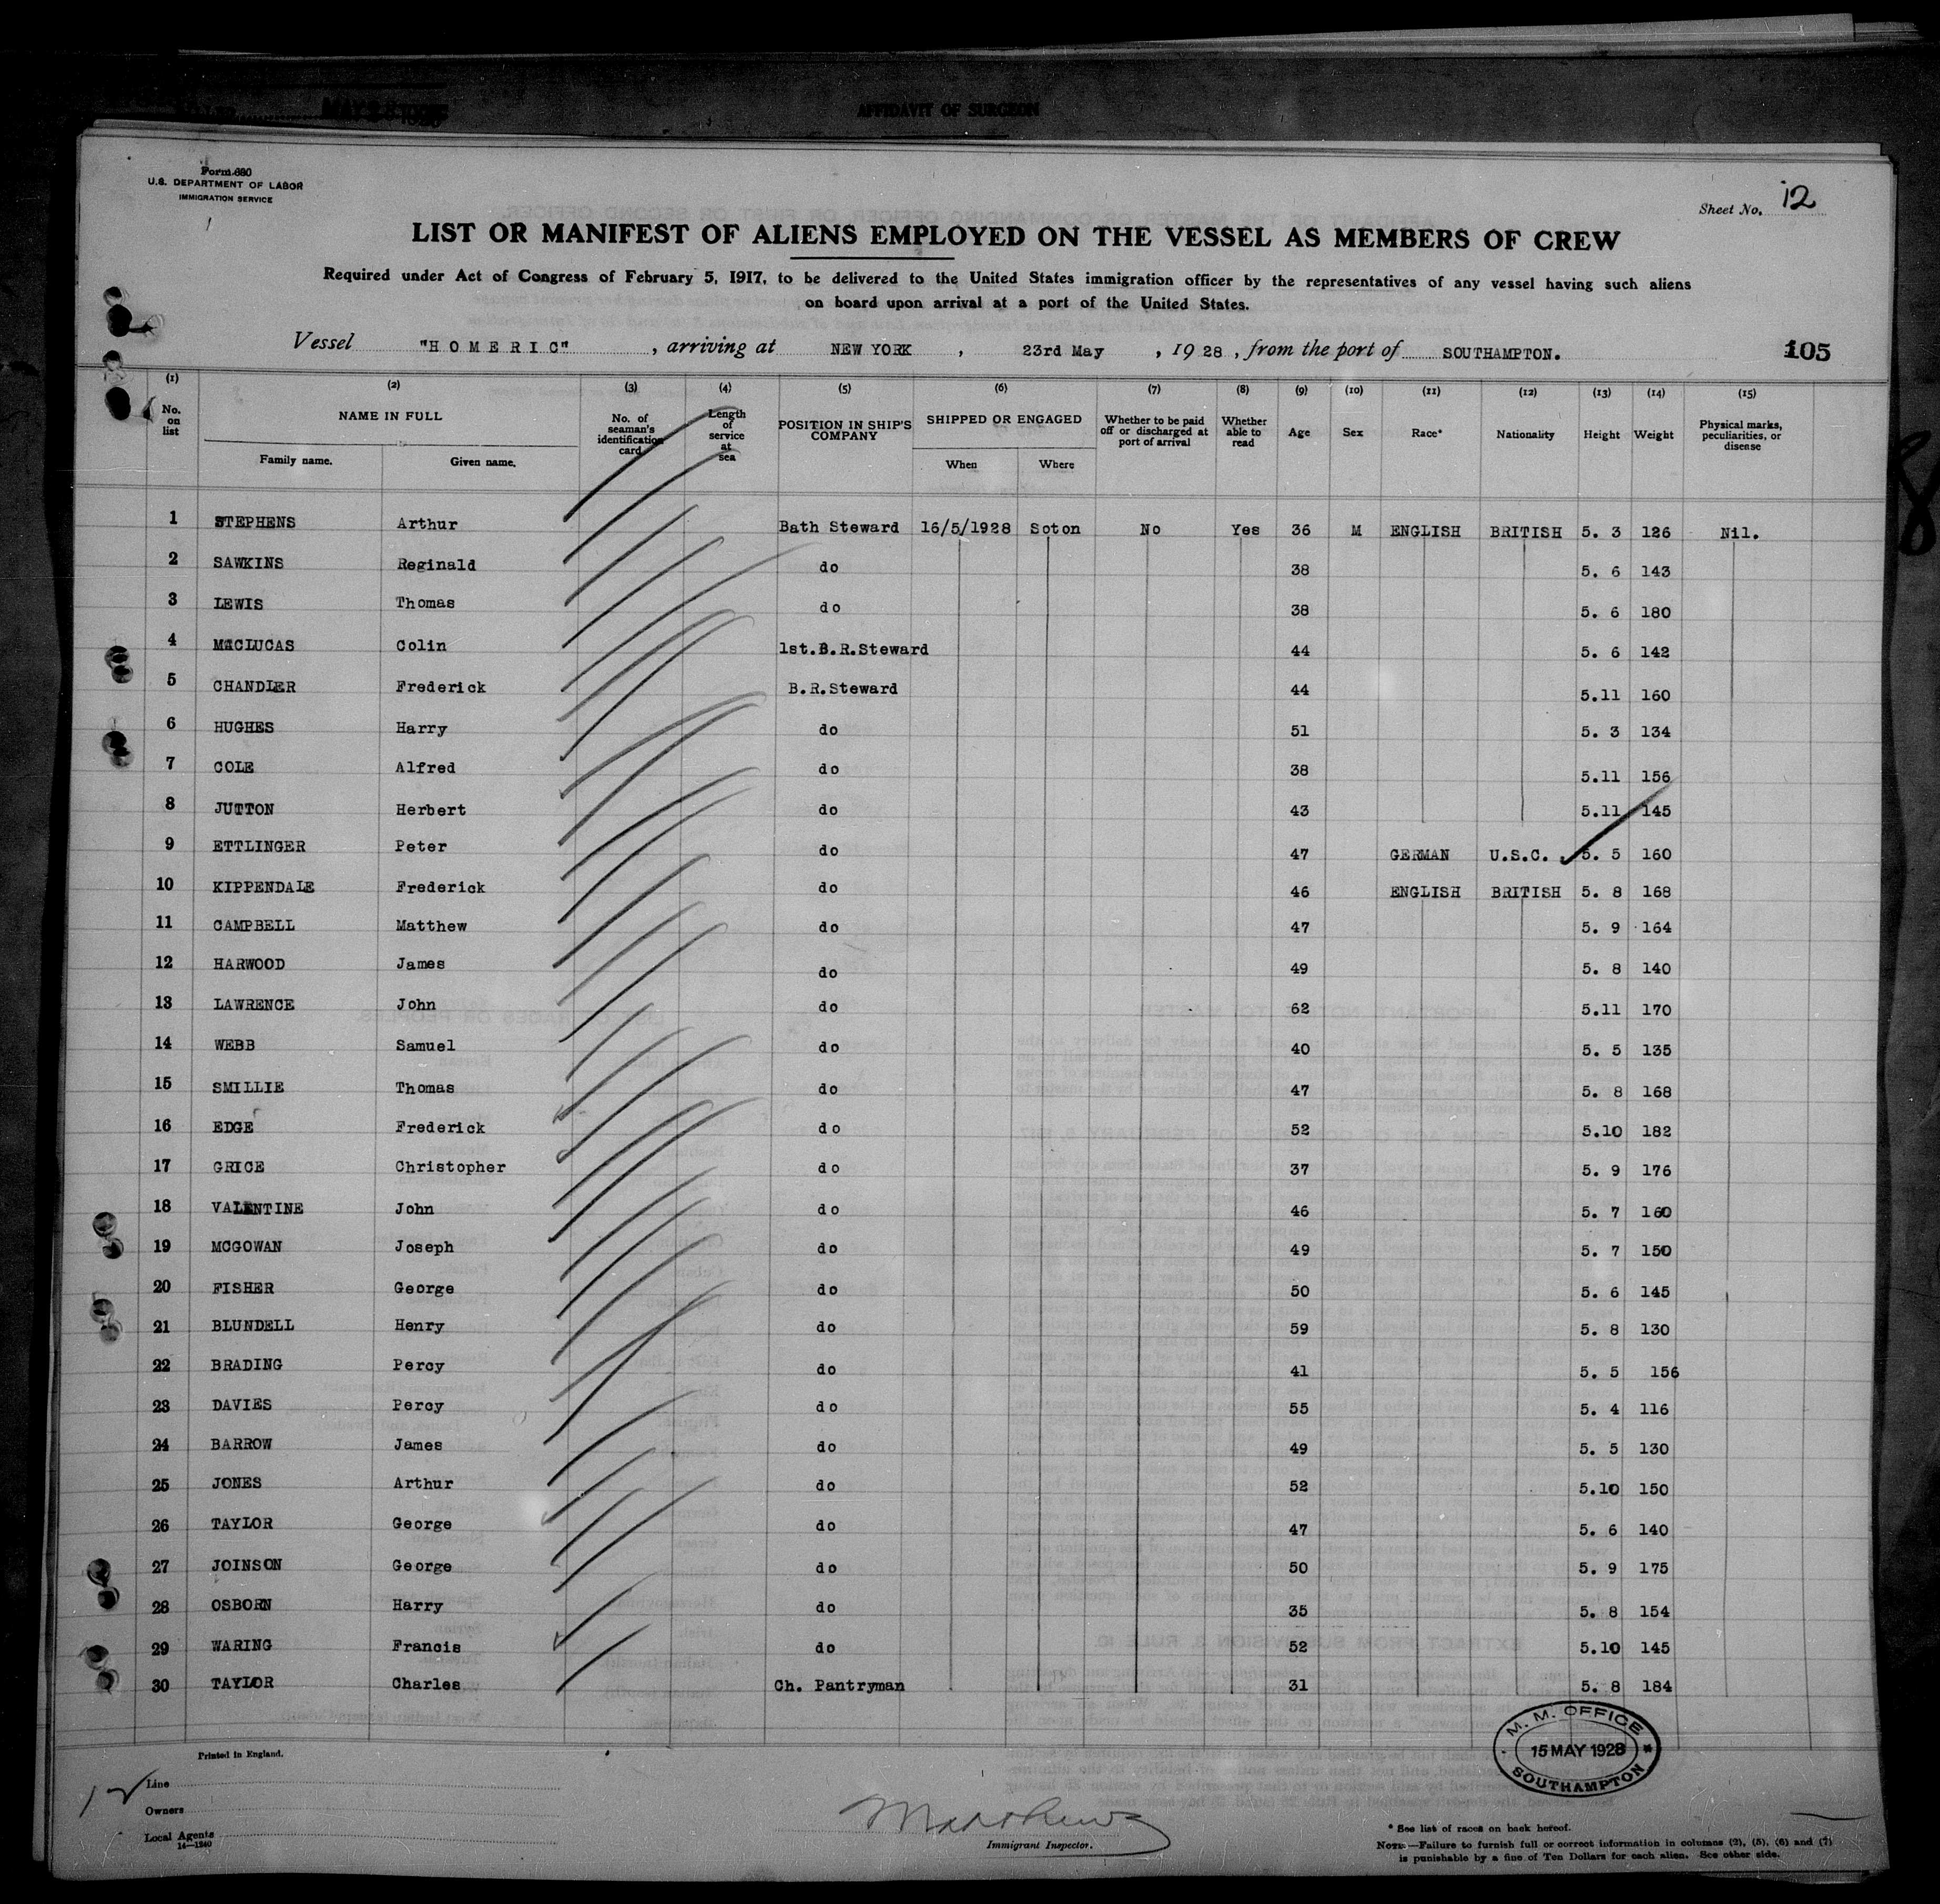 AFFIDAVIT OF SURGEON
Form 680
U.S. DEPARTMENT OF LABOR
IMMIGRATION SERVICE
Sheet No. 12
LIST OR MANIFEST OF ALIENS EMPLOYED ON THE VESSEL AS MEMBERS OF CREW
Required under Act of Congress of February 5, 1917, to be delivered to the United States immigration officer by the representatives of any vessel having such aliens
on board upon arrival at a port of the United States.
Vessel "HOMERIC", arriving at NEW YORK, 23rd May, 1928, from the port of SOUTHAMPTON. 105
(1) (2) (3) (4) (5) (6) (7) (8) (9) (10) (11) (12) (13) (14) (15)
No. on list NAME IN FULL No. of seaman's identification card Length of service at sea POSITION IN SHIP'S COMPANY SHIPPED OR ENGAGED Whether to be paid off or discharged at port of arrival Whether able to read Age Sex Race* Nationality Height Weight Physical marks, peculiarities, or disease
Family name. Given name. When Where
1 STEPHENS Arthur Bath Steward 16/5/1928 Soton No Yes 36 M ENGLISH BRITISH 5. 3 126 Nil.
2 SAWKINS Reginald do 38 5. 6 143
3 LEWIS Thomas do 38 5. 6 180
4 MACLUCAS Colin 1st.B.R.Steward 44 5. 6 142
5 CHANDLER Frederick B.R.Steward 44 5.11 160
6 HUGHES Harry do 51 5. 3 134
7 COLE Alfred do 38 5.11 156
8 JUTTON Herbert do 43 5.11 145
9 ETTLINGER Peter do 47 GERMAN U.S.C. 5. 5 160
10 KIPPENDALE Frederick do 46 ENGLISH BRITISH 5. 8 168
11 CAMPBELL Matthew do 47 5. 9 164
12 HARWOOD James do 49 5. 8 140
13 LAWRENCE John do 62 5.11 170
14 WEBB Samuel do 40 5. 5 135
15 SMILLIE Thomas do 47 5. 8 168
16 EDGE Frederick do 52 5.10 182
17 GRICE Christopher do 37 5. 9 176
18 VALENTINE John do 46 5. 7 160
19 MCGOWAN Joseph do 49 5. 7 150
20 FISHER George do 50 5. 6 145
21 BLUNDELL Henry do 59 5. 8 130
22 BRADING Percy do 41 5. 5 156
23 DAVIES Percy do 55 5. 4 116
24 BARROW James do 49 5. 5 130
25 JONES Arthur do 52 5.10 150
26 TAYLOR George do 47 5. 6 140
27 JOINSON George do 50 5. 9 175
28 OSBORN Harry do 35 5. 8 154
29 WARING Francis do 52 5.10 145
30 TAYLOR Charles Ch. Pantryman 31 5. 8 184
M. M. OFFICE
15 MAY 1928
SOUTHAMPTON
Printed in England.
Line
Owners
Local Agents
14—1240
Matthews
Immigrant Inspector.
* See list of races on back hereof.
NOTE.—Failure to furnish full or correct information in columns (2), (5), (6) and (7)
is punishable by a fine of Ten Dollars for each alien. See other side.